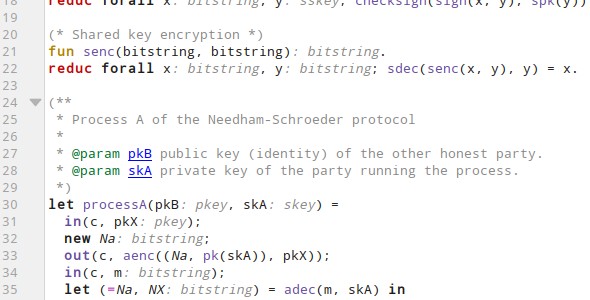 18 reduc forall x: bitstring, y: sskey; checksign(sign(x, y), spk(y))
19
20 (* Shared key encryption *)
21 fun senc(bitstring, bitstring): bitstring.
22 reduc forall x: bitstring, y: bitstring; sdec(senc(x, y), y) = x.
23
24 (**
25 * Process A of the Needham-Schroeder protocol
26 *
27 * @param pkB public key (identity) of the other honest party.
28 * @param skA private key of the party running the process.
29 *)
30 let processA(pkB: pkey, skA: skey) =
31 in(c, pkX: pkey);
32 new Na: bitstring;
33 out(c, aenc((Na, pk(skA)), pkX));
34 in(c, m: bitstring);
35 let (=Na, NX: bitstring) = adec(m, skA) in